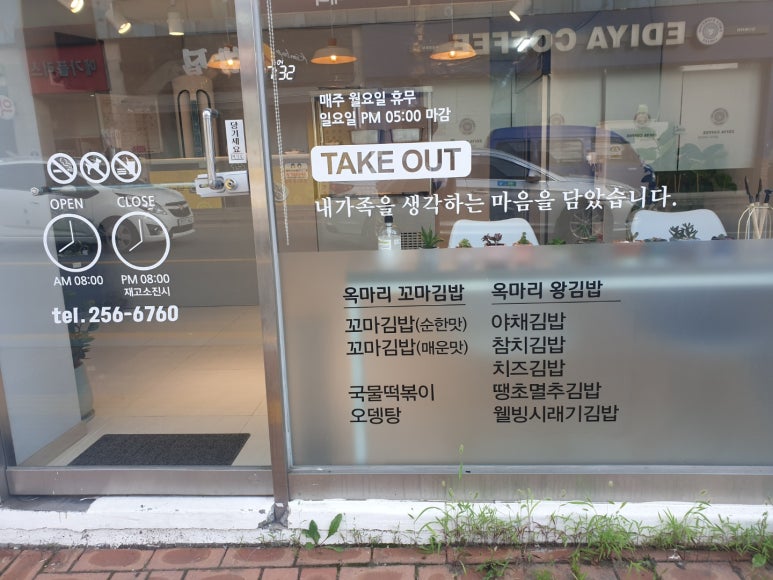 EDIYA COFFEE
매주 월요일 휴무
일요일 PM 05:00 마감
당기세요
TAKE OUT
내가족을 생각하는 마음을 담았습니다.
OPEN CLOSE
AM 08:00 PM 08:00
재고소진시
tel.256-6760
옥마리 꼬마김밥
꼬마김밥(순한맛)
꼬마김밥(매운맛)
국물떡볶이
오뎅탕
옥마리 왕김밥
야채김밥
참치김밥
치즈김밥
땡초멸추김밥
웰빙시래기김밥